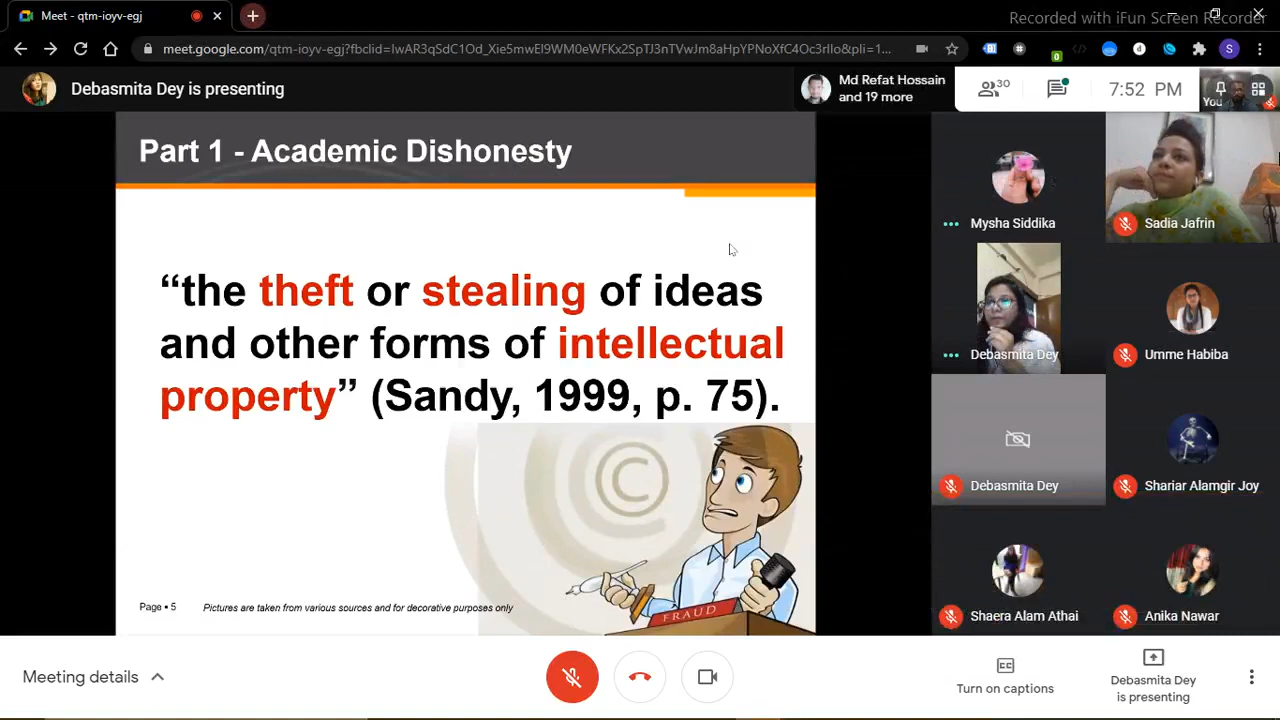 Meet - qtm-ioyv-egj
Recorded with iFun Screen Recorder
meet.google.com/qtm-ioyv-egj?fbclid=IwAR3qSdC1Od_Xie5mwEl9WM0eWFKx2SpTJ3nTVwJm8aHpYPNoXfC4Oc3rIIo&pli=1...
0
S
Debasmita Dey is presenting
Md Refat Hossain
and 19 more
30
7:52 PM
You
Part 1 - Academic Dishonesty
“the theft or stealing of ideas
and other forms of intellectual
property” (Sandy, 1999, p. 75).
©
FRAUD
Page ▪ 5
Pictures are taken from various sources and for decorative purposes only
Mysha Siddika
Sadia Jafrin
Debasmita Dey
Umme Habiba
Debasmita Dey
Shariar Alamgir Joy
Shaera Alam Athai
Anika Nawar
Meeting details
CC
Turn on captions
Debasmita Dey
is presenting